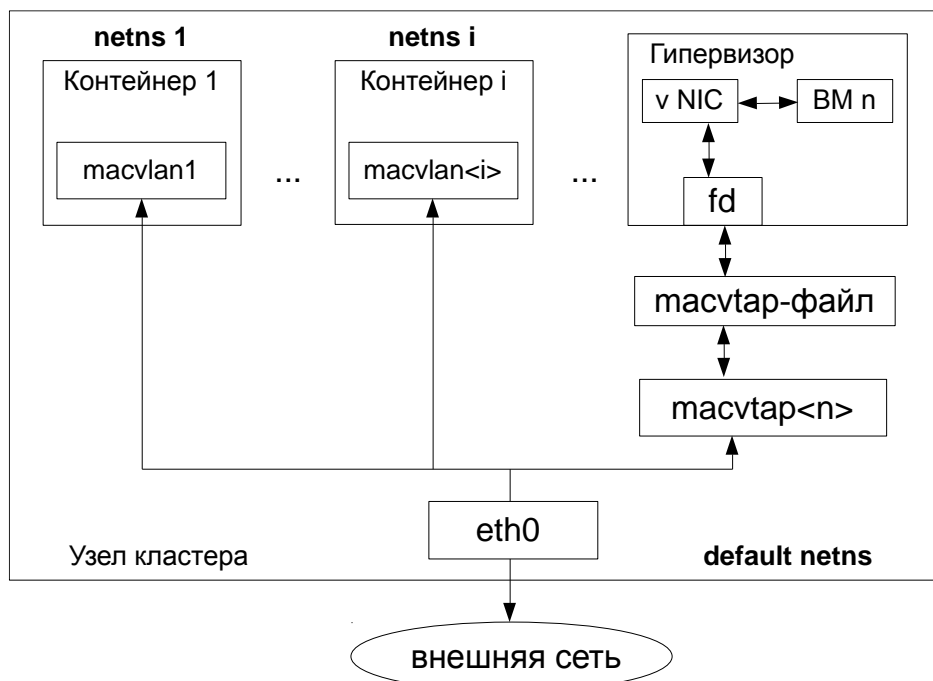 netns 1
netns i
Контейнер 1
Контейнер i
Гипервизор
v NIC
ВМ n
macvlan1
...
macvlan<i>
...
fd
macvtap-файл
macvtap<n>
eth0
Узел кластера
default netns
внешняя сеть